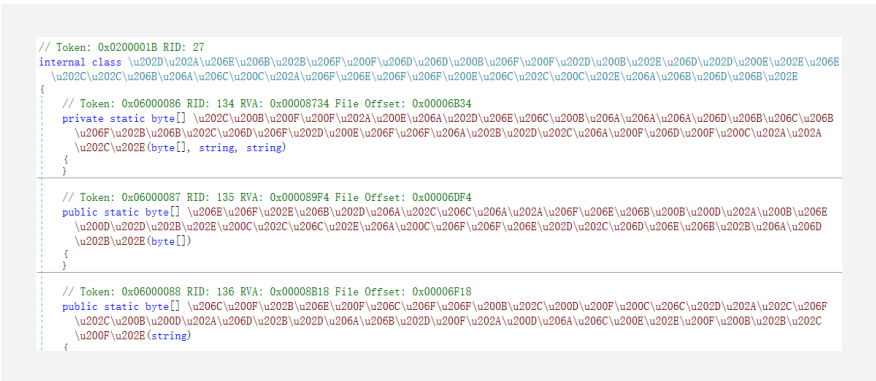 // Token: 0x0200001B RID: 27
internal class \u202D\u202A\u206E\u206B\u202B\u206F\u200F\u206D\u206D\u200B\u206F\u200F\u202D\u200B\u202E\u206D\u202D\u200E\u202E\u206E
\u202C\u202C\u206B\u206A\u206C\u200C\u202A\u206F\u206E\u206F\u206F\u200E\u206C\u202C\u200C\u202E\u206A\u206B\u206D\u206B\u202E
{
// Token: 0x06000086 RID: 134 RVA: 0x00008734 File Offset: 0x00006B34
private static byte[] \u202C\u200B\u200F\u200F\u202A\u200E\u206A\u202D\u206E\u206C\u200B\u206A\u206A\u206A\u206D\u206B\u206C\u206B
\u206F\u202B\u206B\u202C\u206D\u206F\u202D\u200E\u206F\u206F\u206A\u202B\u202D\u202C\u206A\u200F\u206D\u200F\u200C\u202A\u202A
\u202C\u202E(byte[], string, string)
{
}
// Token: 0x06000087 RID: 135 RVA: 0x000089F4 File Offset: 0x00006DF4
public static byte[] \u206E\u206F\u202E\u206B\u202D\u206A\u202C\u206C\u206A\u202A\u206F\u206E\u206B\u200B\u200D\u202A\u200B\u206E
\u200D\u202D\u202B\u202E\u200C\u202C\u206C\u202E\u206A\u200C\u206F\u206F\u206E\u202D\u202C\u206D\u206E\u206B\u202B\u206A\u206D
\u202B\u202E(byte[])
{
}
// Token: 0x06000088 RID: 136 RVA: 0x00008B18 File Offset: 0x00006F18
public static byte[] \u206C\u200F\u202B\u206E\u200F\u206C\u206F\u206F\u200B\u202C\u200D\u200F\u200C\u206C\u202D\u202A\u202C\u206F
\u202C\u200B\u200D\u202A\u206D\u202B\u202D\u206A\u206B\u202D\u200F\u202A\u200D\u206A\u206C\u200E\u202E\u200F\u200B\u202B\u202C
\u200F\u202E(string)
{